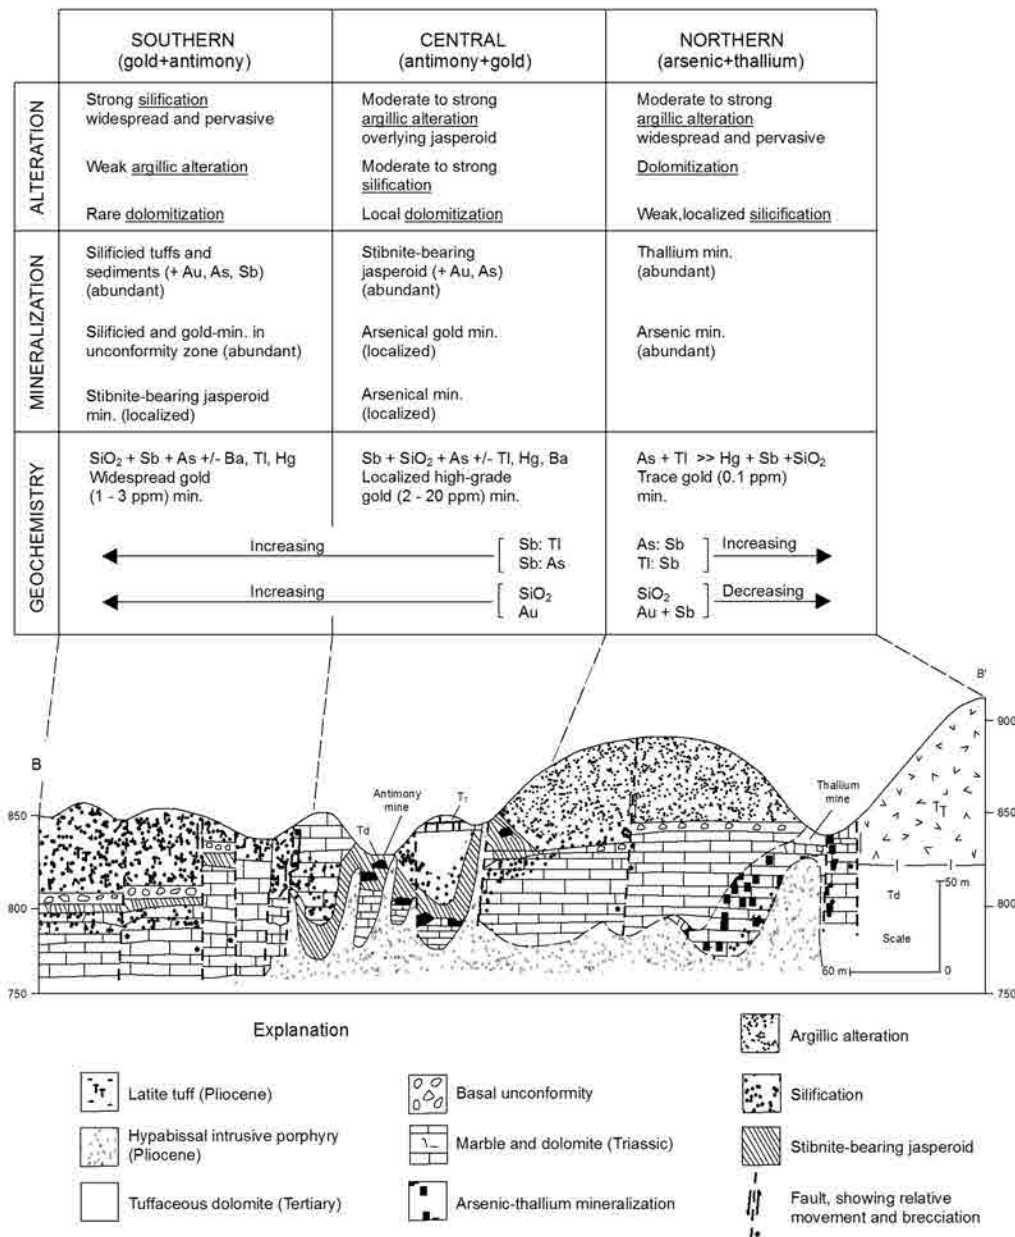 SOUTHERN
(gold+antimony)
CENTRAL
(antimony+gold)
NORTHERN
(arsenic+thallium)
ALTERATION
Strong silification
widespread and pervasive
Weak argillic alteration
Rare dolomitization
Moderate to strong
argillic alteration
overlying jasperoid
Moderate to strong
silification
Local dolomitization
Moderate to strong
argillic alteration
widespread and pervasive
Dolomitization
Weak,localized silicification
MINERALIZATION
Silificied tuffs and
sediments (+ Au, As, Sb)
(abundant)
Silificied and gold-min. in
unconformity zone (abundant)
Stibnite-bearing jasperoid
min. (localized)
Stibnite-bearing
jasperoid (+ Au, As)
(abundant)
Arsenical gold min.
(localized)
Arsenical min.
(localized)
Thallium min.
(abundant)
Arsenic min.
(abundant)
GEOCHEMISTRY
SiO₂ + Sb + As +/- Ba, Tl, Hg
Widespread gold
(1 - 3 ppm) min.
Sb + SiO₂ + As +/- Tl, Hg, Ba
Localized high-grade
gold (2 - 20 ppm) min.
As + Tl >> Hg + Sb +SiO₂
Trace gold (0.1 ppm)
min.
Increasing
Sb: Tl
Sb: As
As: Sb
Tl: Sb
Increasing
Increasing
SiO₂
Au
SiO₂
Au + Sb
Decreasing
B
B'
900
850
800
750
850
800
750
Antimony
mine
Td
Tт
Thallium
mine
Tт
Td
50 m
Scale
60 m
0
Explanation
Tт
Latite tuff (Pliocene)
Hypabissal intrusive porphyry
(Pliocene)
Tuffaceous dolomite (Tertiary)
Basal unconformity
Marble and dolomite (Triassic)
Arsenic-thallium mineralization
Argillic alteration
Silification
Stibnite-bearing jasperoid
Fault, showing relative
movement and brecciation